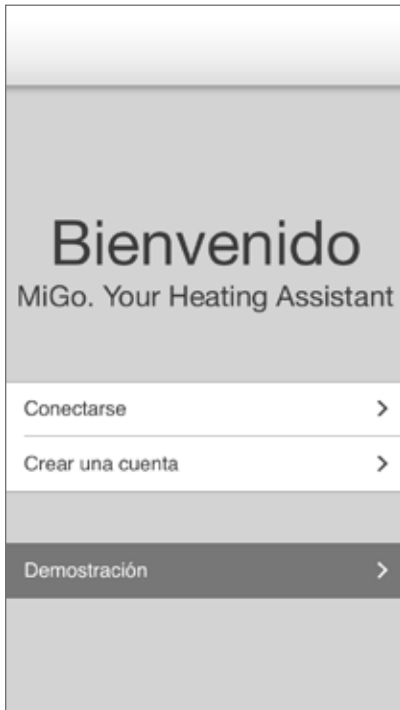 Bienvenido
MiGo. Your Heating Assistant
Conectarse
Crear una cuenta
Demostración